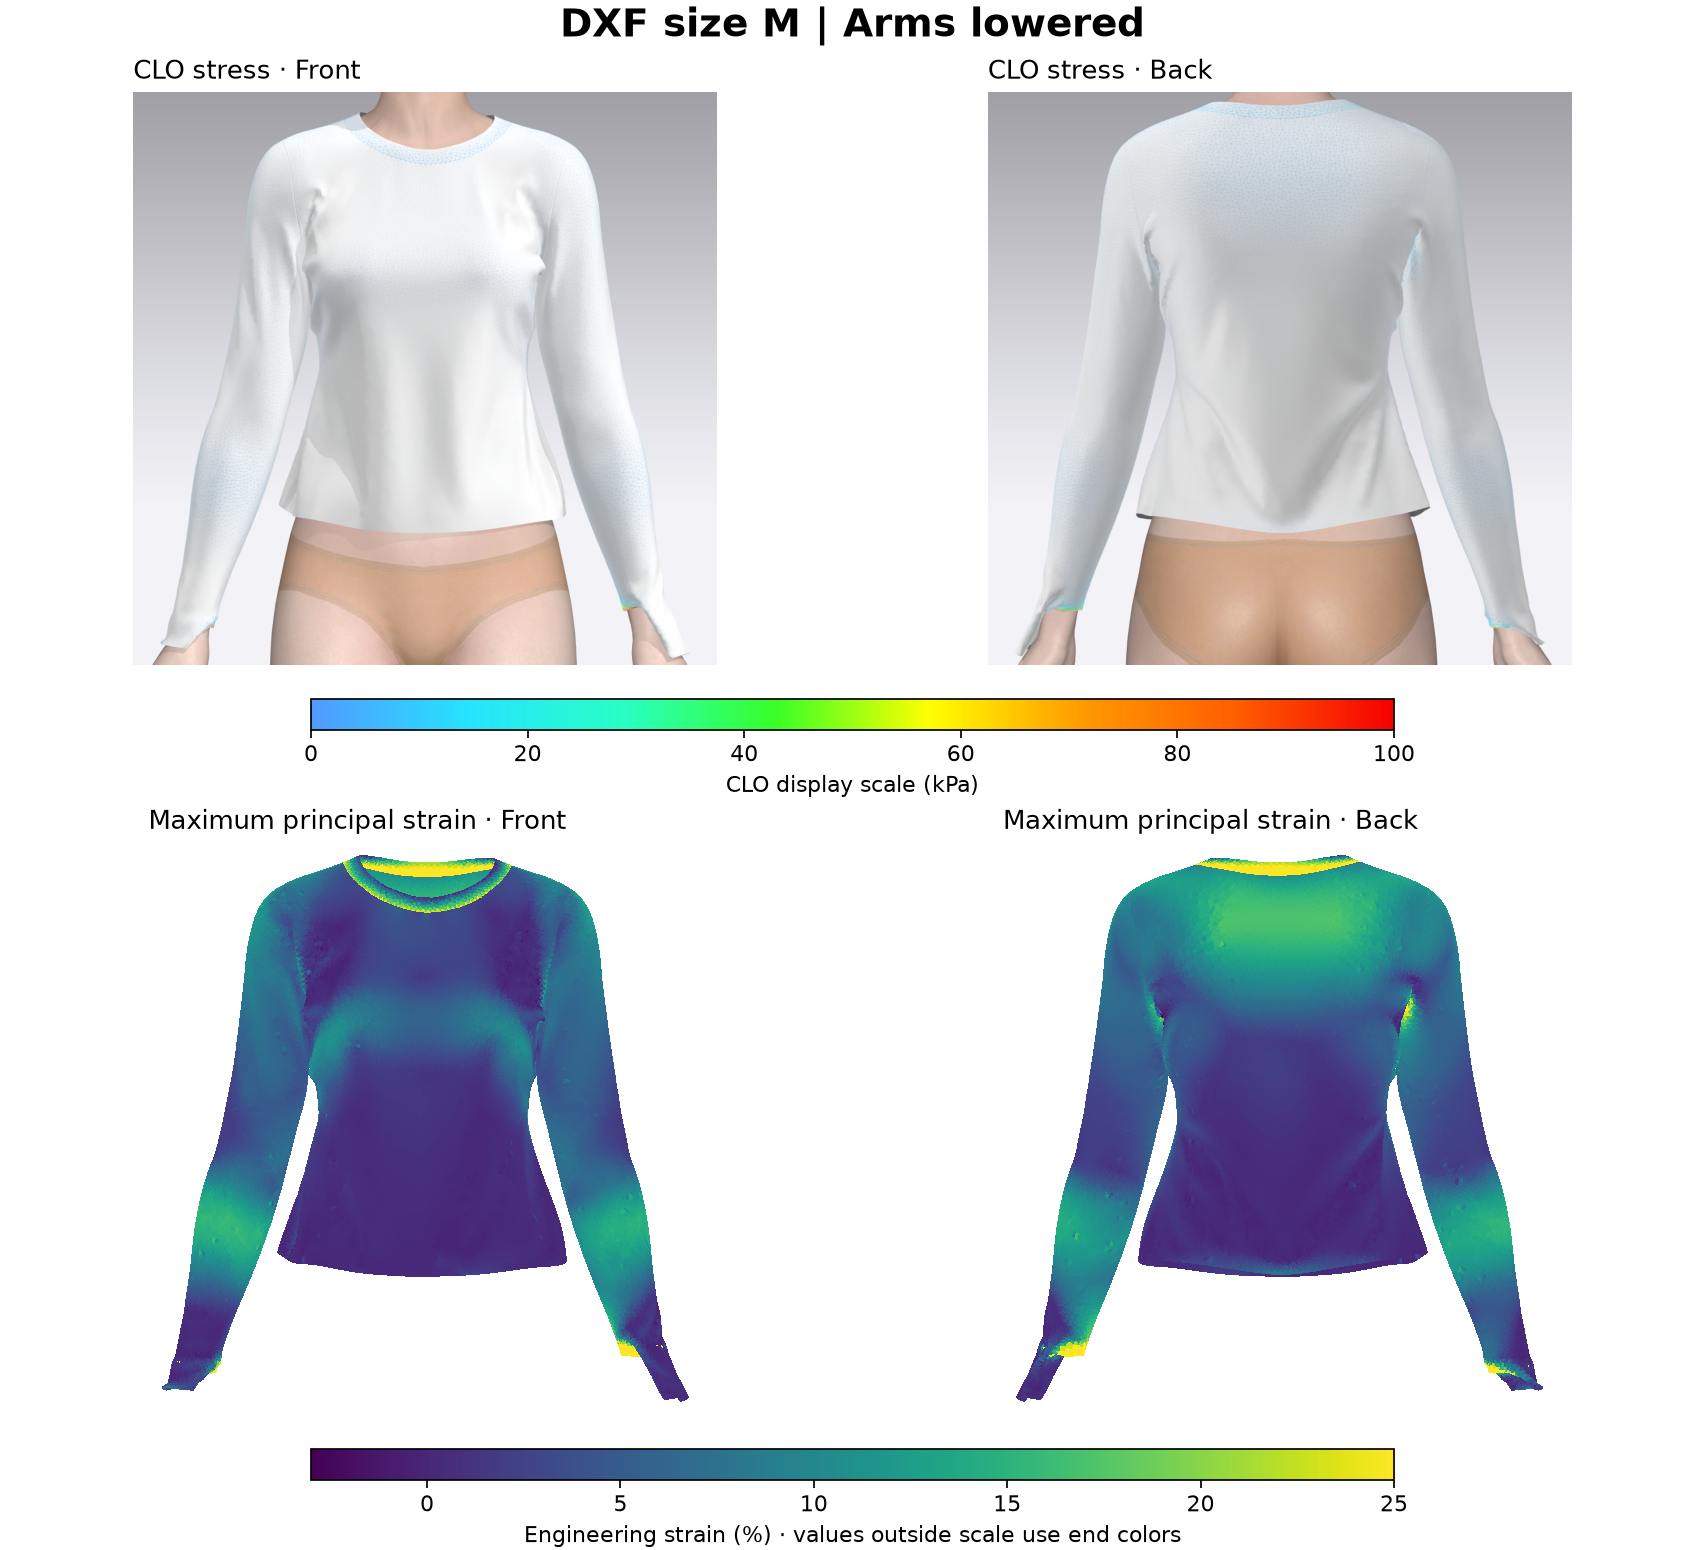 DXF size M | Arms lowered
CLO stress · Front
CLO stress · Back
0 20 40 60 80 100
CLO display scale (kPa)
Maximum principal strain · Front
Maximum principal strain · Back
0 5 10 15 20 25
Engineering strain (%) · values outside scale use end colors